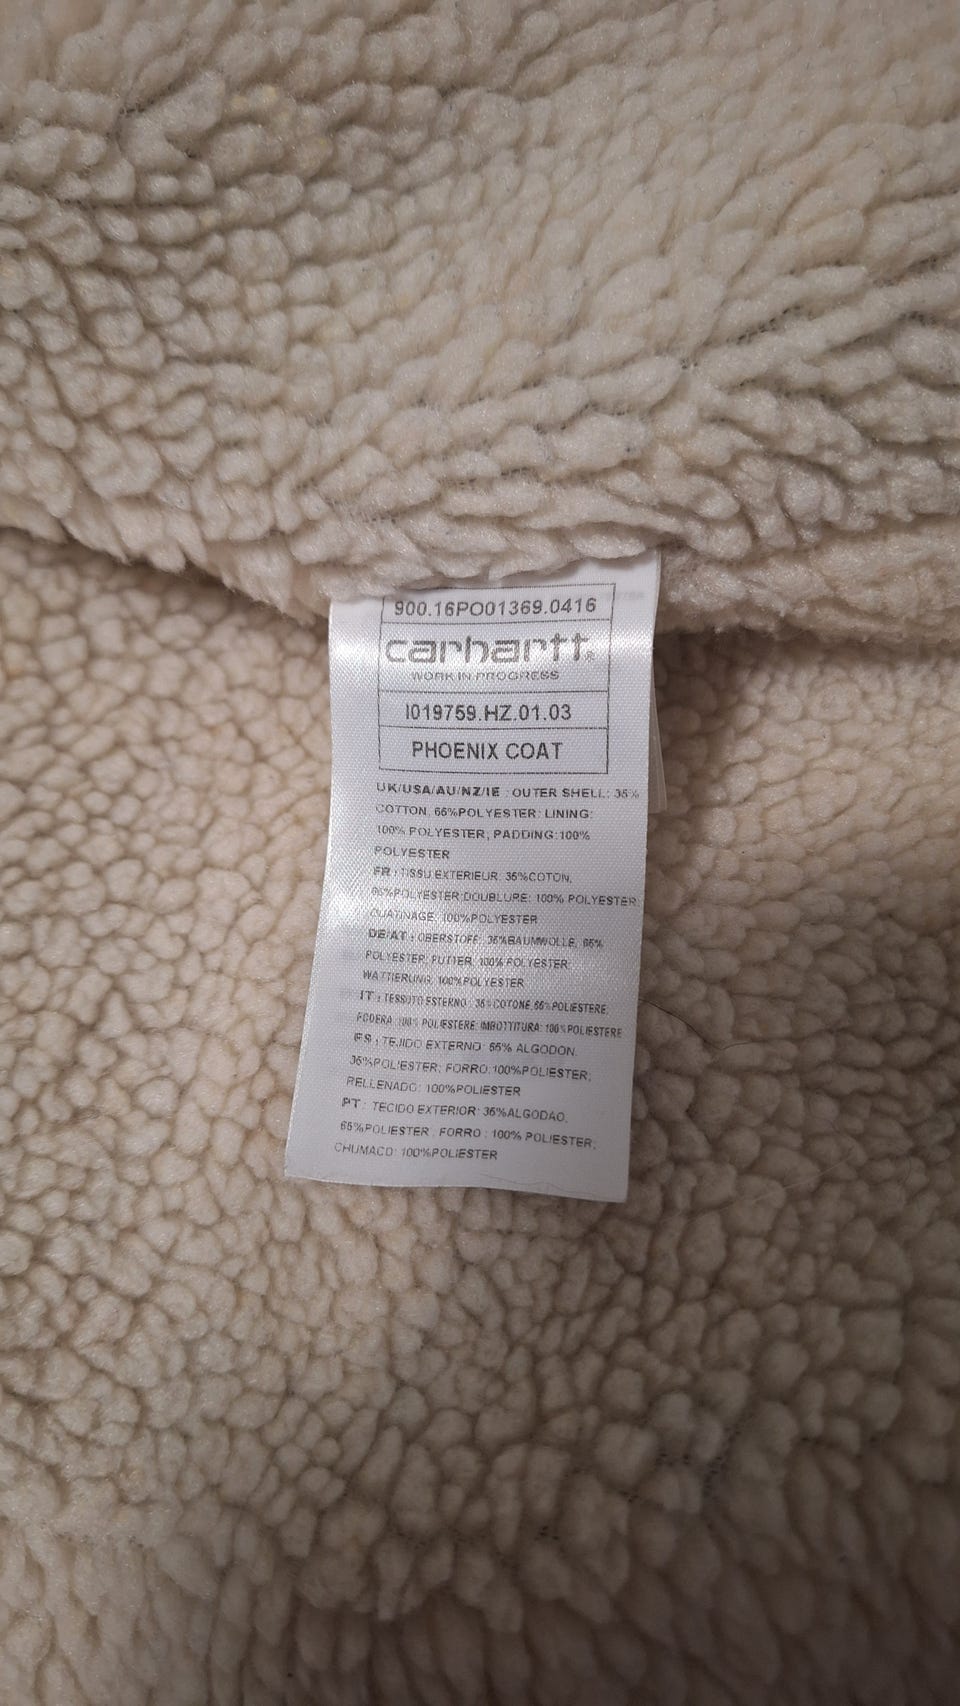 900.16PO01369.0416
carhartt®
WORK IN PROGRESS
I019759.HZ.01.03
PHOENIX COAT
UK/USA/AU/NZ/IE : OUTER SHELL: 35%
COTTON, 65%POLYESTER; LINING:
100% POLYESTER; PADDING:100%
POLYESTER
FR : TISSU EXTERIEUR: 35%COTON,
65%POLYESTER;DOUBLURE: 100% POLYESTER;
OUATINAGE: 100%POLYESTER
DE/AT : OBERSTOFF: 35%BAUMWOLLE, 65%
POLYESTER; FUTTER: 100% POLYESTER;
WATTIERUNG: 100%POLYESTER
IT : TESSUTO ESTERNO : 35%COTONE,65%POLIESTERE;
FODERA :100% POLIESTERE; IMBOTTITURA: 100%POLIESTERE
ES : TEJIDO EXTERNO: 65% ALGODON,
35%POLIESTER; FORRO:100%POLIESTER;
RELLENADO: 100%POLIESTER
PT : TECIDO EXTERIOR: 35%ALGODAO,
65%POLIESTER ; FORRO : 100% POLIESTER;
CHUMACO: 100%POLIESTER